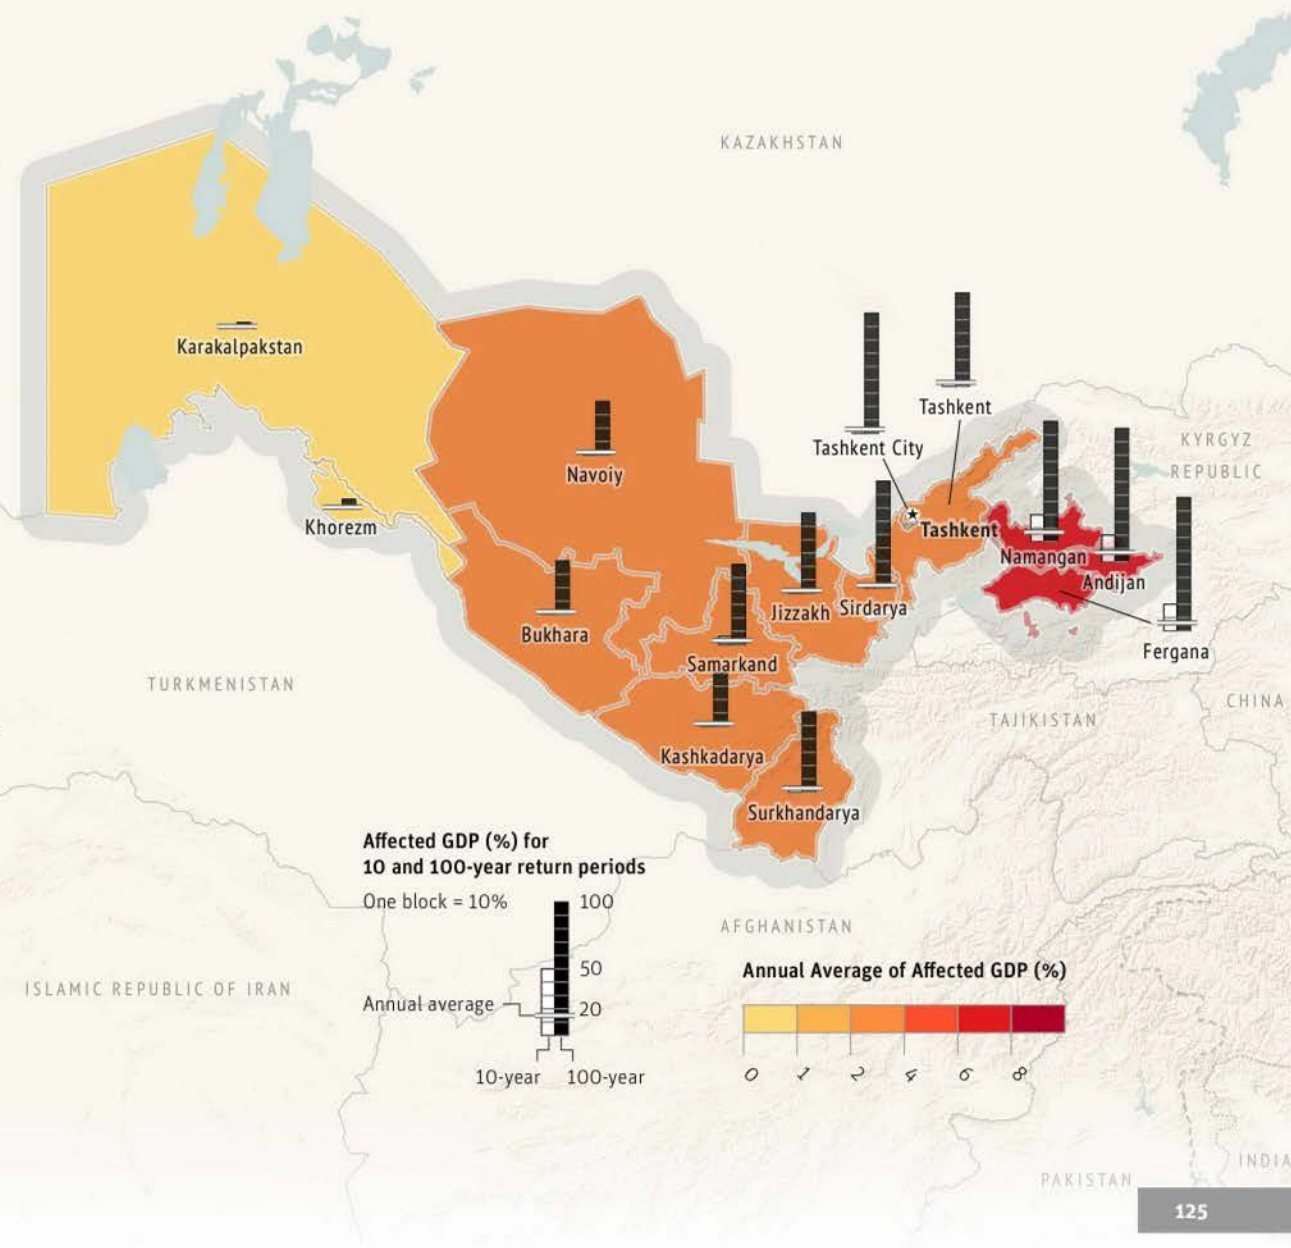 KAZAKHSTAN
Karakalpakstan
Navoiy
Khorezm
Tashkent
Tashkent City
KYRGYZ
REPUBLIC
Tashkent
Namangan
Andijan
Fergana
Jizzakh
Sirdarya
Bukhara
Samarkand
Kashkadarya
Surkhandarya
TURKMENISTAN
TAJIKISTAN
CHINA
Affected GDP (%) for
10 and 100-year return periods
One block = 10%
100
50
Annual average
20
10-year
100-year
AFGHANISTAN
Annual Average of Affected GDP (%)
0 1 2 4 6 8
ISLAMIC REPUBLIC OF IRAN
PAKISTAN
INDIA
125